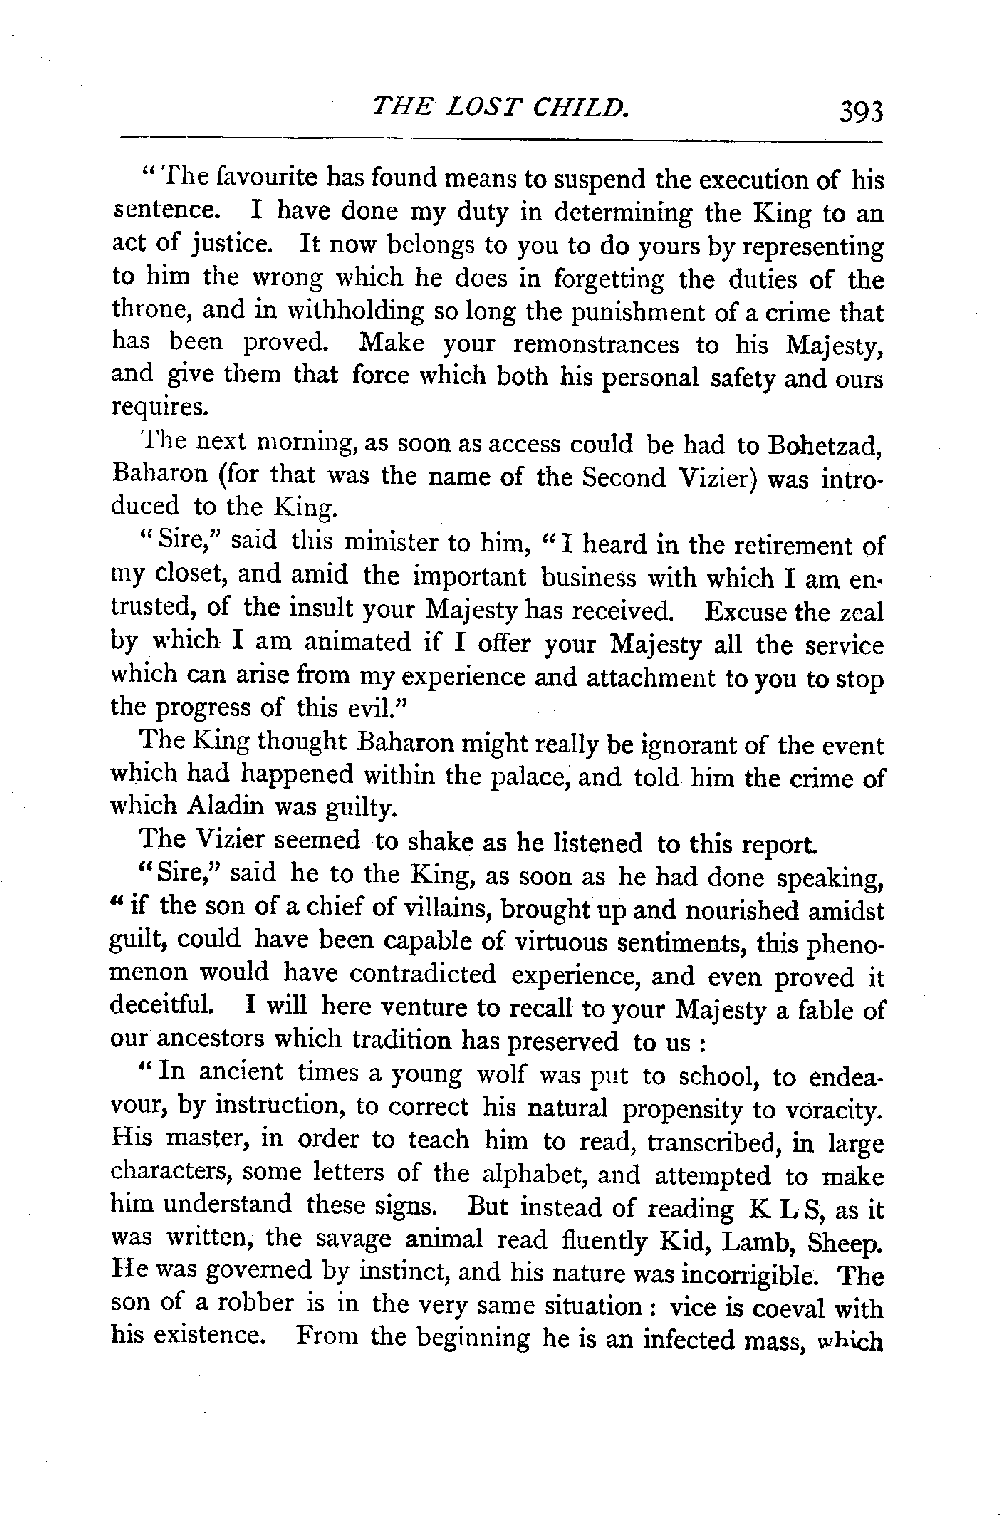 THE LOST CHILD. 393
"The favourite has found means to suspend the execution of his
sentence. I have done my duty in determining the King to an
act of justice. It now belongs to you to do yours by representing
to him the wrong which he does in forgetting the duties of the
throne, and in withholding so long the punishment of a crime that
has been proved. Make your remonstrances to his Majesty,
and give them that force which both his personal safety and ours
requires.
The next morning, as soon as access could be had to Bohetzad,
Baharon (for that was the name of the Second Vizier) was intro-
duced to the King.
"Sire," said this minister to him, "I heard in the retirement of
my closet, and amid the important business with which I am en-
trusted, of the insult your Majesty has received. Excuse the zeal
by which I am animated if I offer your Majesty all the service
which can arise from my experience and attachment to you to stop
the progress of this evil."
The King thought Baharon might really be ignorant of the event
which had happened within the palace, and told him the crime of
which Aladin was guilty.
The Vizier seemed to shake as he listened to this report.
"Sire," said he to the King, as soon as he had done speaking,
"if the son of a chief of villains, brought up and nourished amidst
guilt, could have been capable of virtuous sentiments, this pheno-
menon would have contradicted experience, and even proved it
deceitful. I will here venture to recall to your Majesty a fable of
our ancestors which tradition has preserved to us :
"In ancient times a young wolf was put to school, to endea-
vour, by instruction, to correct his natural propensity to voracity.
His master, in order to teach him to read, transcribed, in large
characters, some letters of the alphabet, and attempted to make
him understand these signs. But instead of reading K L S, as it
was written, the savage animal read fluently Kid, Lamb, Sheep.
He was governed by instinct, and his nature was incorrigible. The
son of a robber is in the very same situation : vice is coeval with
his existence. From the beginning he is an infected mass, which